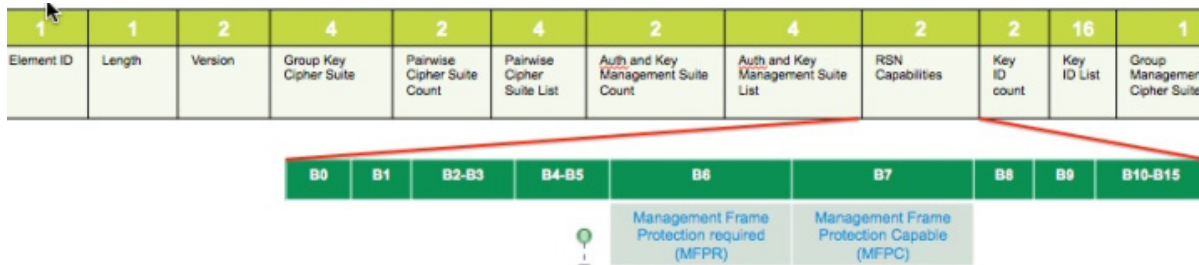 1 1 2 4 2 4 2 4 2 2 16 1
Element ID Length Version Group Key Pairwise Pairwise Auth and Key Auth and Key RSN Key Key Group
Cipher Suite Cipher Suite Cipher Management Suite Management Suite Capabilities ID ID List Managemen
Count Suite List Count List count Cipher Suite
B0 B1 B2-B3 B4-B5 B6 B7 B8 B9 B10-B15
Management Frame Management Frame
Protection required Protection Capable
(MFPR) (MFPC)